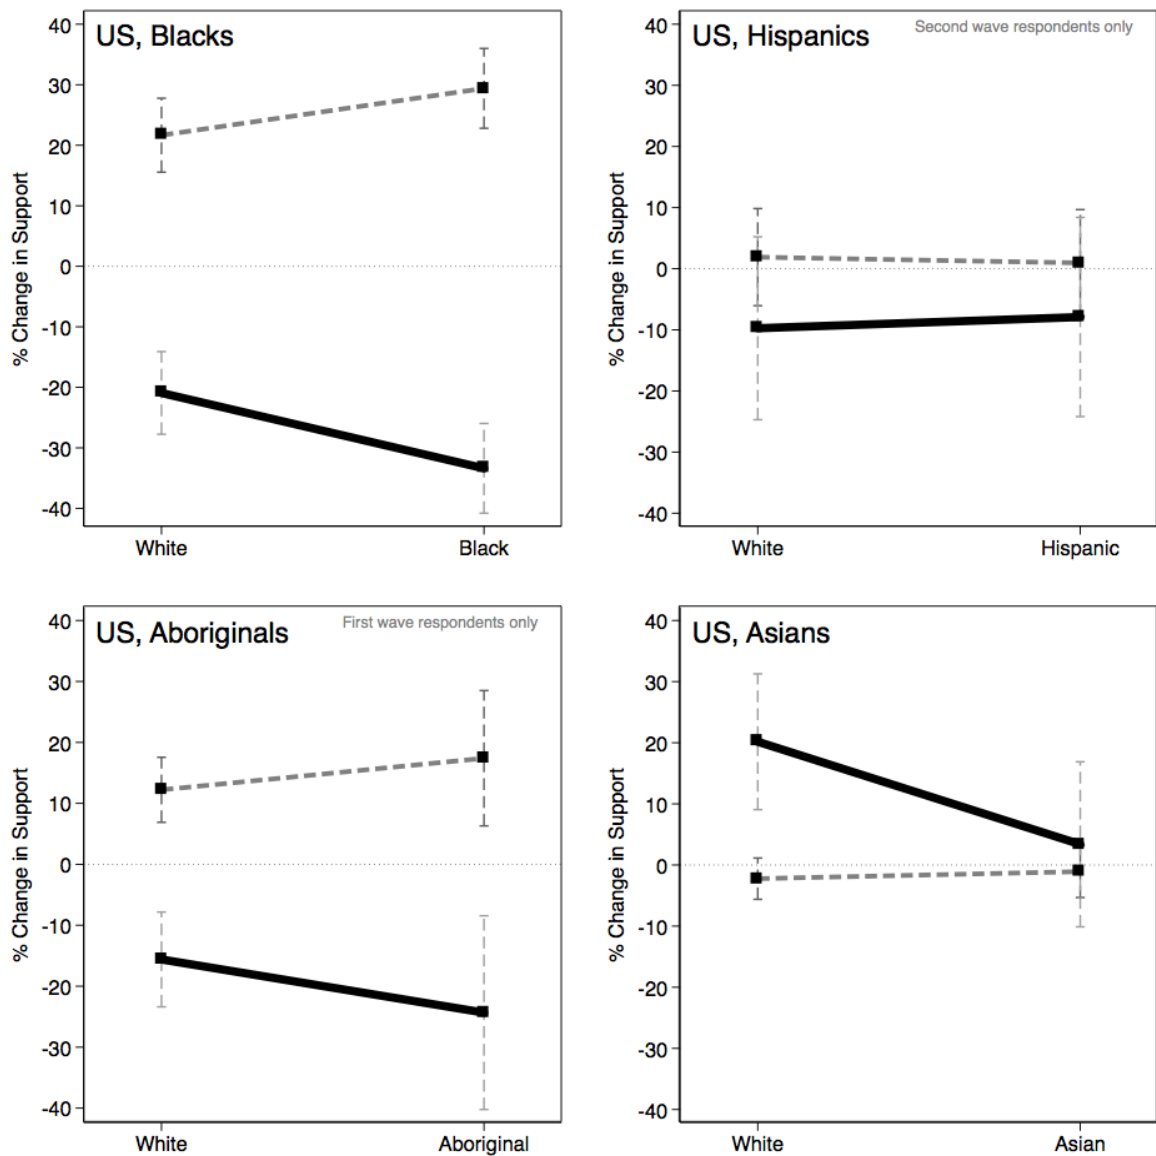 US, Blacks
% Change in Support
40
30
20
10
0
-10
-20
-30
-40
White Black
US, Hispanics
Second wave respondents only
% Change in Support
40
30
20
10
0
-10
-20
-30
-40
White Hispanic
US, Aboriginals
First wave respondents only
% Change in Support
40
30
20
10
0
-10
-20
-30
-40
White Aboriginal
US, Asians
% Change in Support
40
30
20
10
0
-10
-20
-30
-40
White Asian